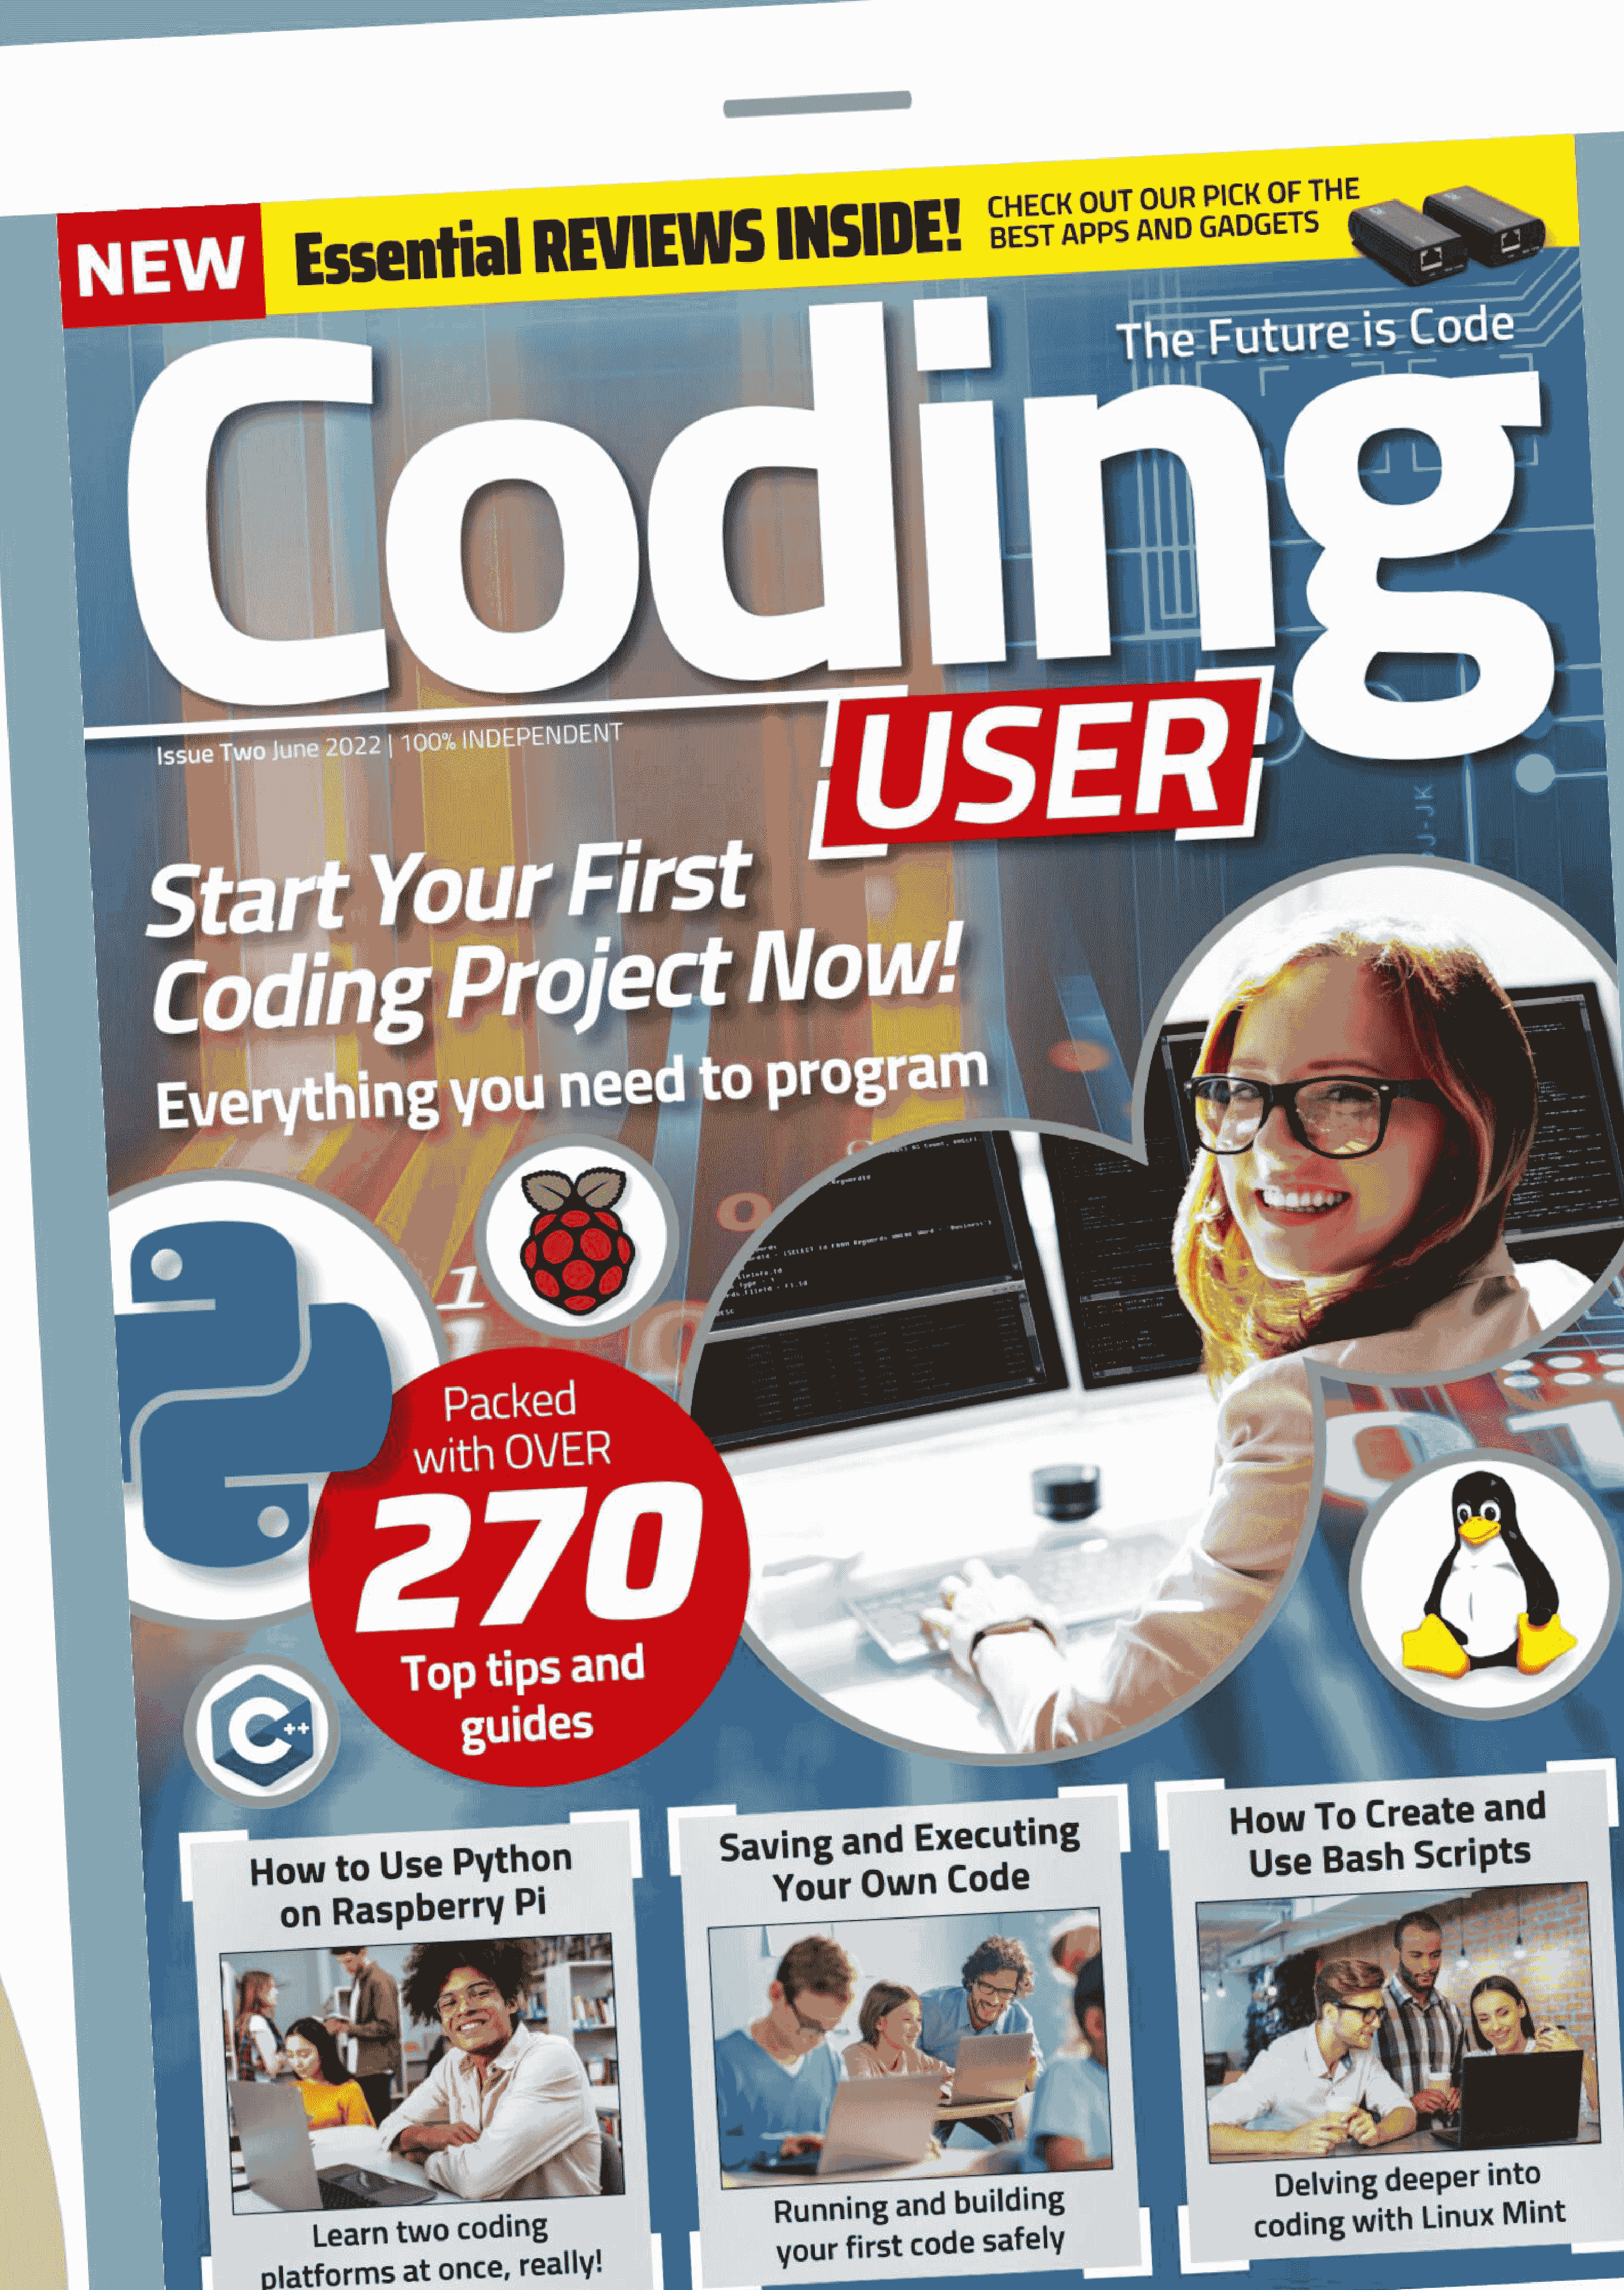 NEW
Essential REVIEWS INSIDE!
CHECK OUT OUR PICK OF THE
BEST APPS AND GADGETS
The Future is Code
Coding
USER
Issue Two June 2022 | 100% INDEPENDENT
Start Your First
Coding Project Now!
Everything you need to program
Packed
with OVER
270
Top tips and
guides
C++
How to Use Python
on Raspberry Pi
Learn two coding
platforms at once, really!
Saving and Executing
Your Own Code
Running and building
your first code safely
How To Create and
Use Bash Scripts
Delving deeper into
coding with Linux Mint